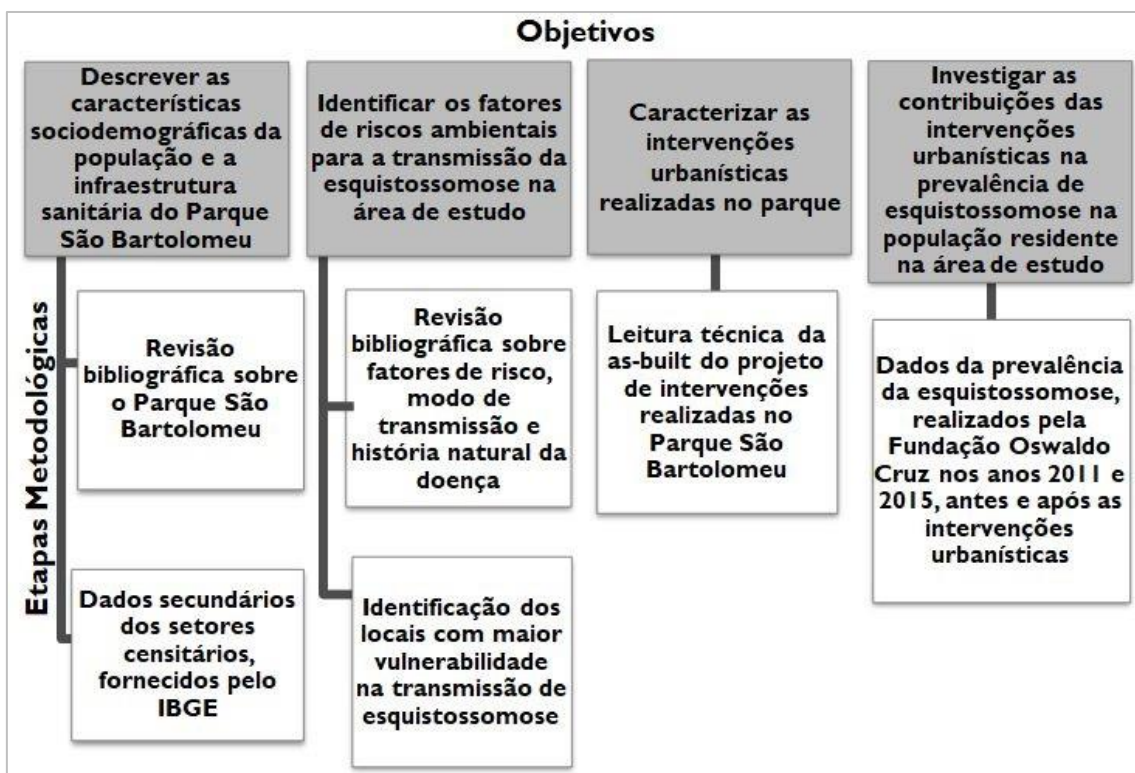 Objetivos
Descrever as
características
sociodemográficas da
população e a
infraestrutura
sanitária do Parque
São Bartolomeu
Identificar os fatores
de riscos ambientais
para a transmissão da
esquistossomose na
área de estudo
Caracterizar as
intervenções
urbanísticas
realizadas no parque
Investigar as
contribuições das
intervenções
urbanísticas na
prevalência de
esquistossomose na
população residente
na área de estudo
Etapas Metodológicas
Revisão
bibliográfica sobre
o Parque São
Bartolomeu
Dados secundários
dos setores
censitários,
fornecidos pelo
IBGE
Revisão
bibliográfica sobre
fatores de risco,
modo de
transmissão e
história natural da
doença
Identificação dos
locais com maior
vulnerabilidade
na transmissão de
esquistossomose
Leitura técnica da
as-built do projeto
de intervenções
realizadas no
Parque São
Bartolomeu
Dados da prevalência
da esquistossomose,
realizados pela
Fundação Oswaldo
Cruz nos anos 2011 e
2015, antes e após as
intervenções
urbanísticas